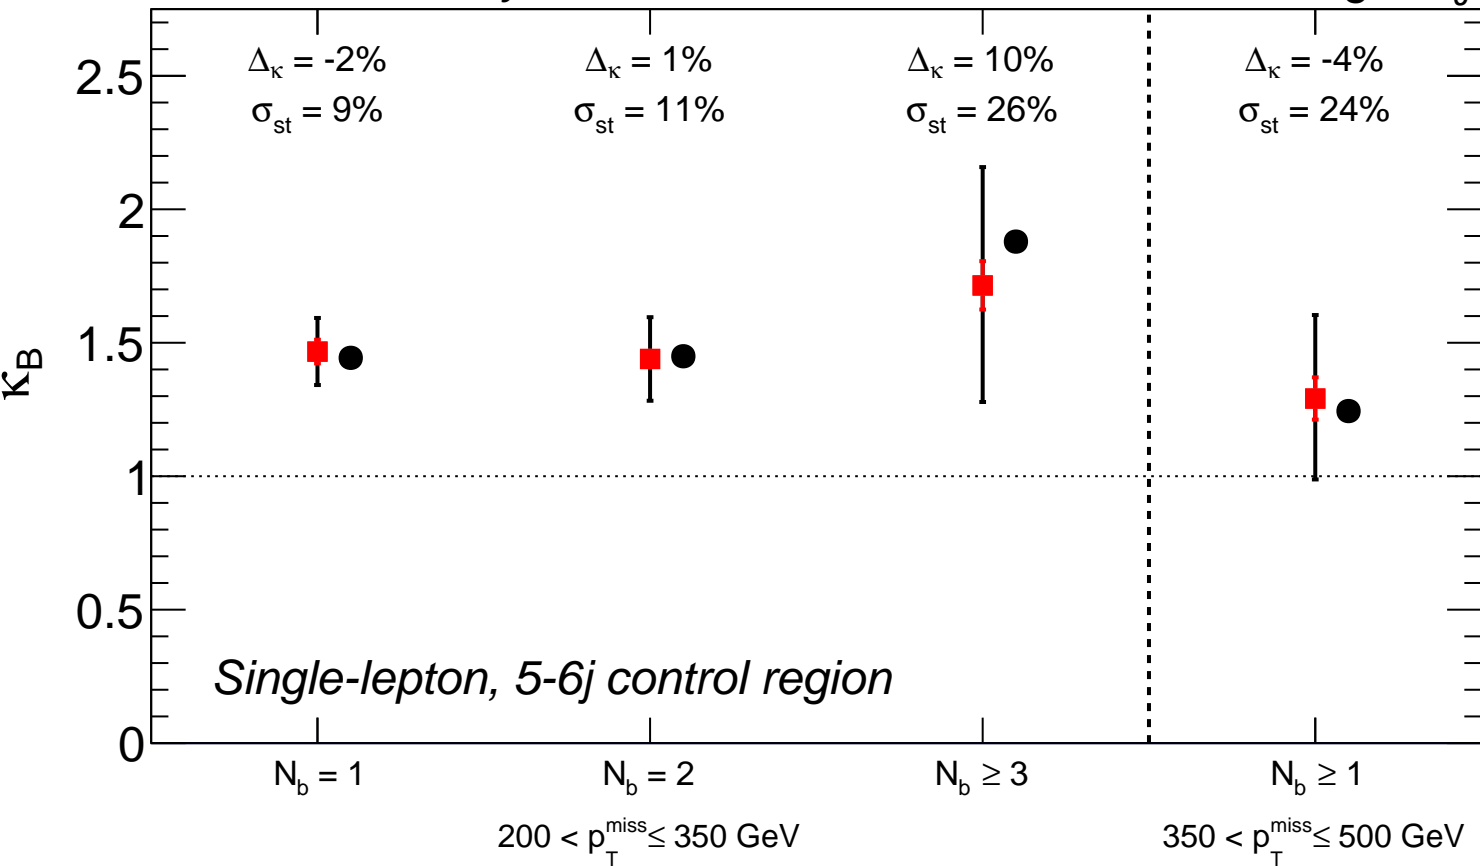 Δκ = -2% Δκ = 1% Δκ = 10% Δκ = -4%
σst = 9% σst = 11% σst = 26% σst = 24%
2.5
2
1.5
1
0.5
0
κB
Single-lepton, 5-6j control region
Nb = 1 Nb = 2 Nb ≥ 3 Nb ≥ 1
200 < pTmiss ≤ 350 GeV 350 < pTmiss ≤ 500 GeV